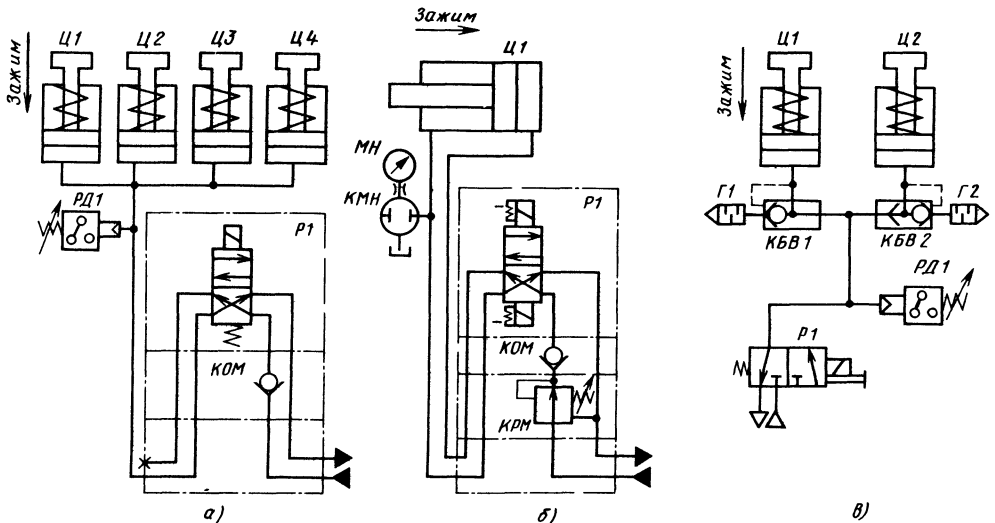 Зажим
Ц1
Ц2
Ц3
Ц4
РД1
Р1
КОМ
а)
Зажим
Ц1
МН
КМН
Р1
КОМ
КРМ
б)
Зажим
Ц1
Ц2
Г1
Г2
КБВ1
КБВ2
РД1
Р1
в)